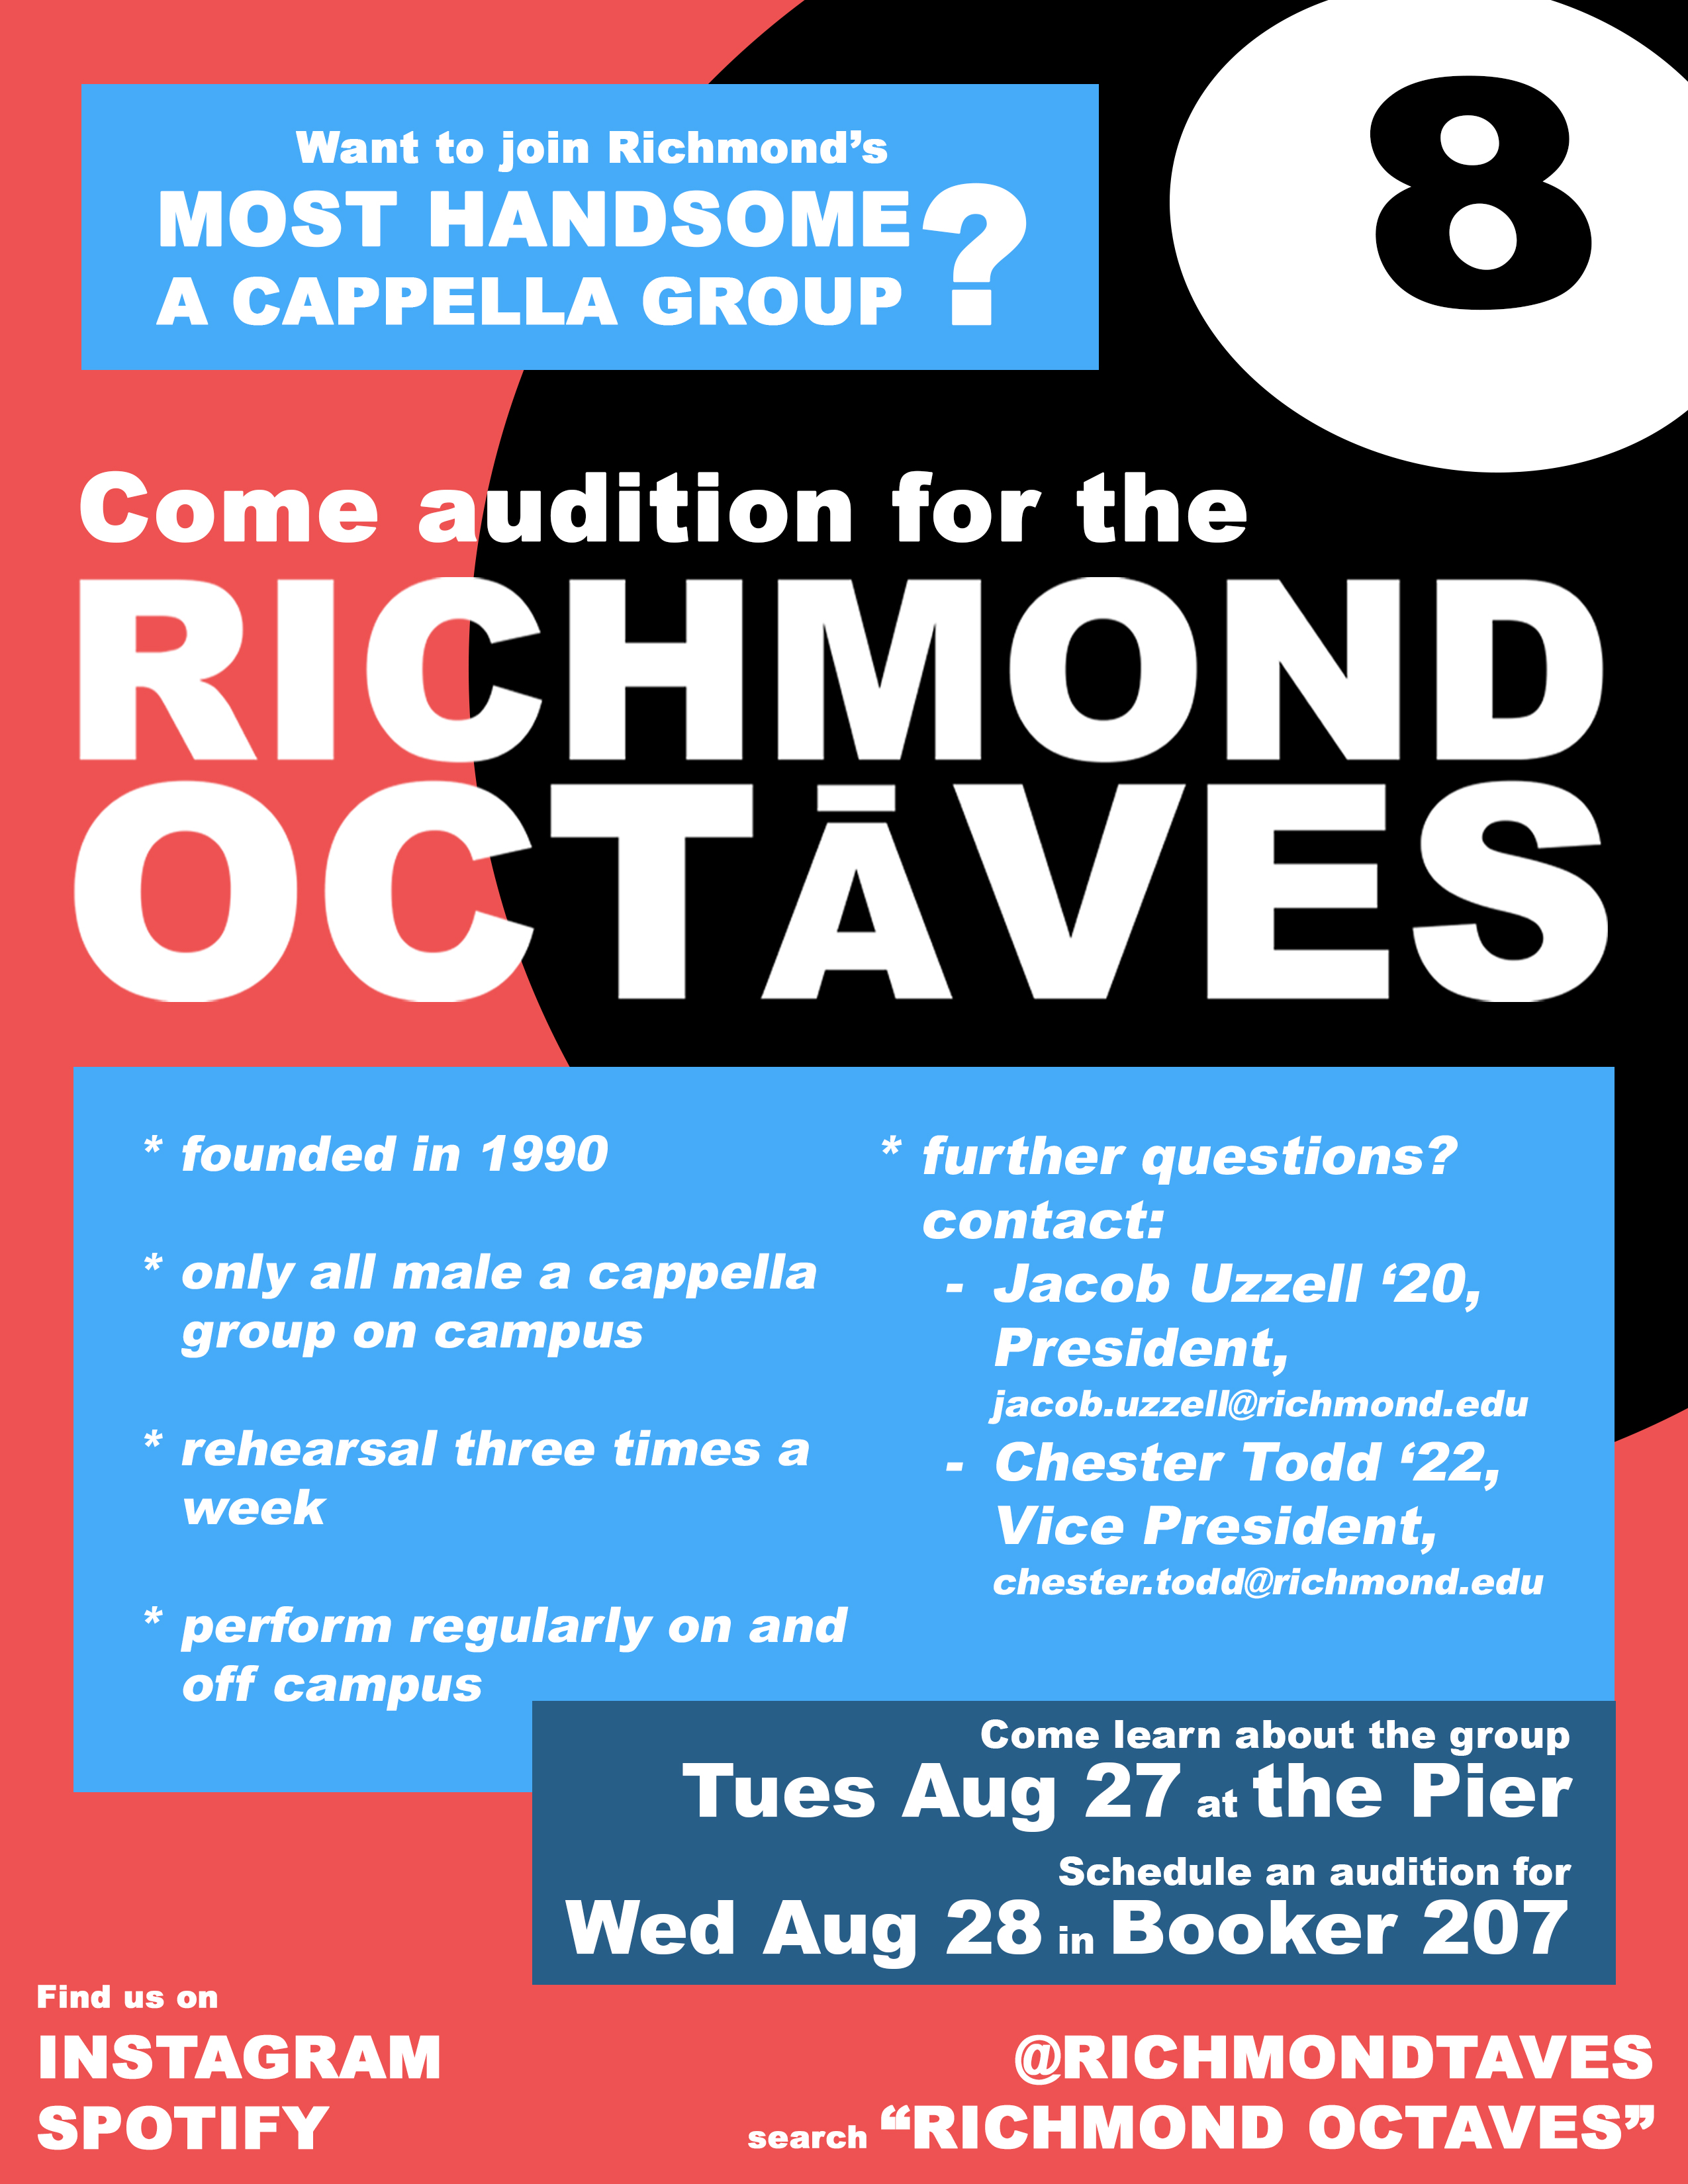 8
Want to join Richmond’s
MOST HANDSOME
A CAPPELLA GROUP?
Come audition for the
RICHMOND
OCTĀVES
* founded in 1990
* only all male a cappella
group on campus
* rehearsal three times a
week
* perform regularly on and
off campus
* further questions?
contact:
- Jacob Uzzell ‘20,
President,
jacob.uzzell@richmond.edu
- Chester Todd ‘22,
Vice President,
chester.todd@richmond.edu
Come learn about the group
Tues Aug 27 at the Pier
Schedule an audition for
Wed Aug 28 in Booker 207
Find us on
INSTAGRAM @RICHMONDTAVES
SPOTIFY search “RICHMOND OCTAVES”